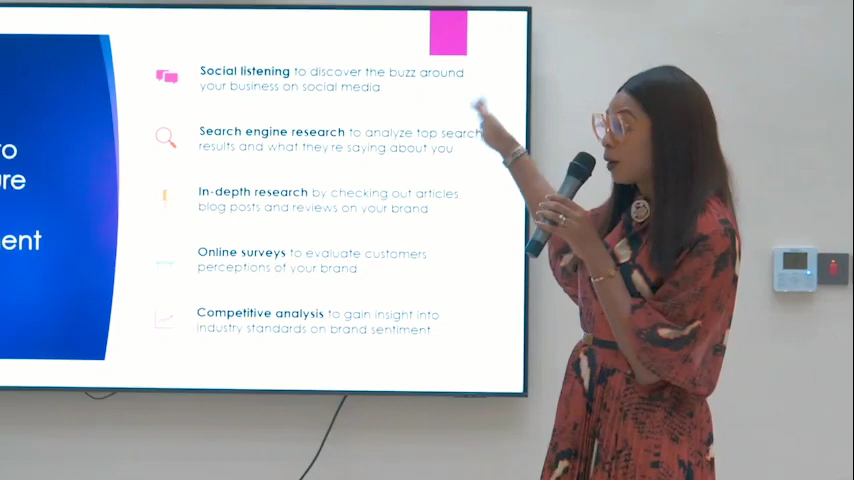 to
ure
ent
Social listening to discover the buzz around
your business on social media
Search engine research to analyze top search
results and what they're saying about you
In-depth research by checking out articles
blog posts and reviews on your brand
Online surveys to evaluate customers
perceptions of your brand
Competitive analysis to gain insight into
industry standards on brand sentiment